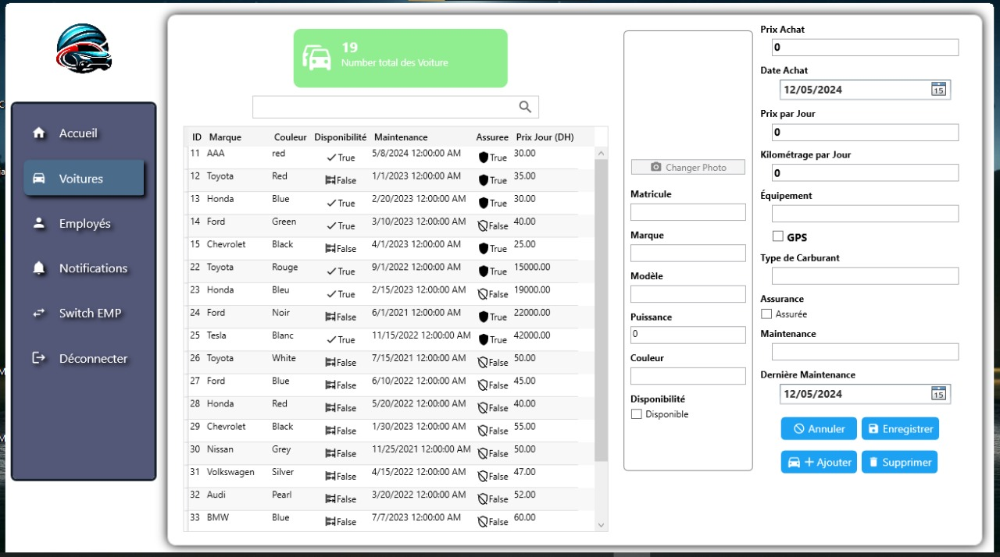 Accueil
Voitures
Employés
Notifications
Switch EMP
Déconnecter
19
Number total des Voiture
ID Marque Couleur Disponibilité Maintenance Assuree Prix Jour (DH)
11 AAA red True 5/8/2024 12:00:00 AM True 30.00
12 Toyota Red False 1/1/2023 12:00:00 AM True 35.00
13 Honda Blue True 2/20/2023 12:00:00 AM True 30.00
14 Ford Green True 3/10/2023 12:00:00 AM False 40.00
15 Chevrolet Black False 4/1/2023 12:00:00 AM True 25.00
22 Toyota Rouge True 9/1/2022 12:00:00 AM True 15000.00
23 Honda Bleu True 2/15/2023 12:00:00 AM False 19000.00
24 Ford Noir False 6/1/2021 12:00:00 AM True 22000.00
25 Tesla Blanc True 11/15/2022 12:00:00 AM True 42000.00
26 Toyota White False 7/15/2021 12:00:00 AM False 50.00
27 Ford Blue False 6/10/2022 12:00:00 AM False 45.00
28 Honda Red False 5/20/2022 12:00:00 AM False 40.00
29 Chevrolet Black False 1/30/2023 12:00:00 AM False 55.00
30 Nissan Grey False 11/25/2021 12:00:00 AM False 50.00
31 Volkswagen Silver False 4/15/2022 12:00:00 AM False 47.00
32 Audi Pearl False 3/20/2022 12:00:00 AM False 52.00
33 BMW Blue False 7/7/2023 12:00:00 AM False 60.00
Changer Photo
Matricule
Marque
Modèle
Puissance
0
Couleur
Disponibilité
Disponible
Prix Achat
0
Date Achat
12/05/2024 15
Prix par Jour
0
Kilométrage par Jour
0
Équipement
GPS
Type de Carburant
Assurance
Assurée
Maintenance
Dernière Maintenance
12/05/2024 15
Annuler Enregistrer
Ajouter Supprimer